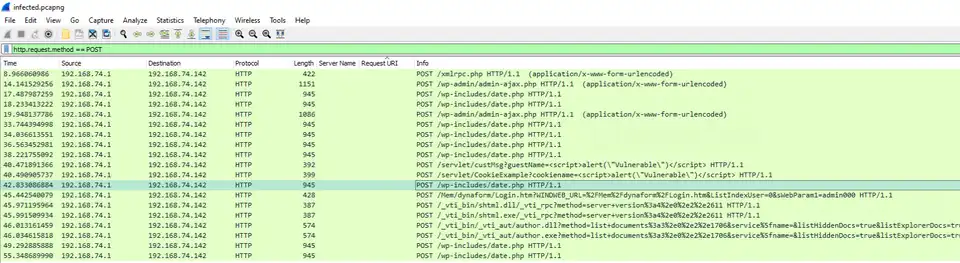 infected.pcapng
File Edit View Go Capture Analyze Statistics Telephony Wireless Tools Help
http.request.method == POST
Time Source Destination Protocol Length Server Name Request URI Info
8.966060986 192.168.74.1 192.168.74.142 HTTP 422 POST /xmlrpc.php HTTP/1.1 (application/x-www-form-urlencoded)
14.141529256 192.168.74.1 192.168.74.142 HTTP 1151 POST /wp-admin/admin-ajax.php HTTP/1.1 (application/x-www-form-urlencoded)
17.487987259 192.168.74.1 192.168.74.142 HTTP 945 POST /wp-includes/date.php HTTP/1.1
18.233413222 192.168.74.1 192.168.74.142 HTTP 945 POST /wp-includes/date.php HTTP/1.1
19.948137786 192.168.74.1 192.168.74.142 HTTP 1086 POST /wp-admin/admin-ajax.php HTTP/1.1 (application/x-www-form-urlencoded)
33.744394998 192.168.74.1 192.168.74.142 HTTP 945 POST /wp-includes/date.php HTTP/1.1
34.036613551 192.168.74.1 192.168.74.142 HTTP 945 POST /wp-includes/date.php HTTP/1.1
36.563452981 192.168.74.1 192.168.74.142 HTTP 945 POST /wp-includes/date.php HTTP/1.1
38.221755092 192.168.74.1 192.168.74.142 HTTP 945 POST /wp-includes/date.php HTTP/1.1
40.471891366 192.168.74.1 192.168.74.142 HTTP 392 POST /servlet/custMsg?guestName=<script>alert(\"Vulnerable\")</script> HTTP/1.1
40.490905737 192.168.74.1 192.168.74.142 HTTP 399 POST /servlet/CookieExample?cookiename=<script>alert(\"Vulnerable\")</script> HTTP/1.1
42.833086884 192.168.74.1 192.168.74.142 HTTP 945 POST /wp-includes/date.php HTTP/1.1
45.442540079 192.168.74.1 192.168.74.142 HTTP 428 POST /Mem/dynaform/Login.htm?WINDWEB_URL=%2FMem%2Fdynaform%2FLogin.htm&ListIndexUser=0&sWebParam1=admin000 HTTP/1.1
45.971195964 192.168.74.1 192.168.74.142 HTTP 387 POST /_vti_bin/shtml.dll/_vti_rpc?method=server+version%3a4%2e0%2e2%2e2611 HTTP/1.1
45.991509934 192.168.74.1 192.168.74.142 HTTP 387 POST /_vti_bin/shtml.exe/_vti_rpc?method=server+version%3a4%2e0%2e2%2e2611 HTTP/1.1
46.013161459 192.168.74.1 192.168.74.142 HTTP 574 POST /_vti_bin/_vti_aut/author.dll?method=list+documents%3a3%2e0%2e2%2e1706&service%5fname=&listHiddenDocs=true&listExplorerDocs=tru
46.034615818 192.168.74.1 192.168.74.142 HTTP 574 POST /_vti_bin/_vti_aut/author.exe?method=list+documents%3a3%2e0%2e2%2e1706&service%5fname=&listHiddenDocs=true&listExplorerDocs=tru
49.292885888 192.168.74.1 192.168.74.142 HTTP 945 POST /wp-includes/date.php HTTP/1.1
55.348689990 192.168.74.1 192.168.74.142 HTTP 945 POST /wp-includes/date.php HTTP/1.1